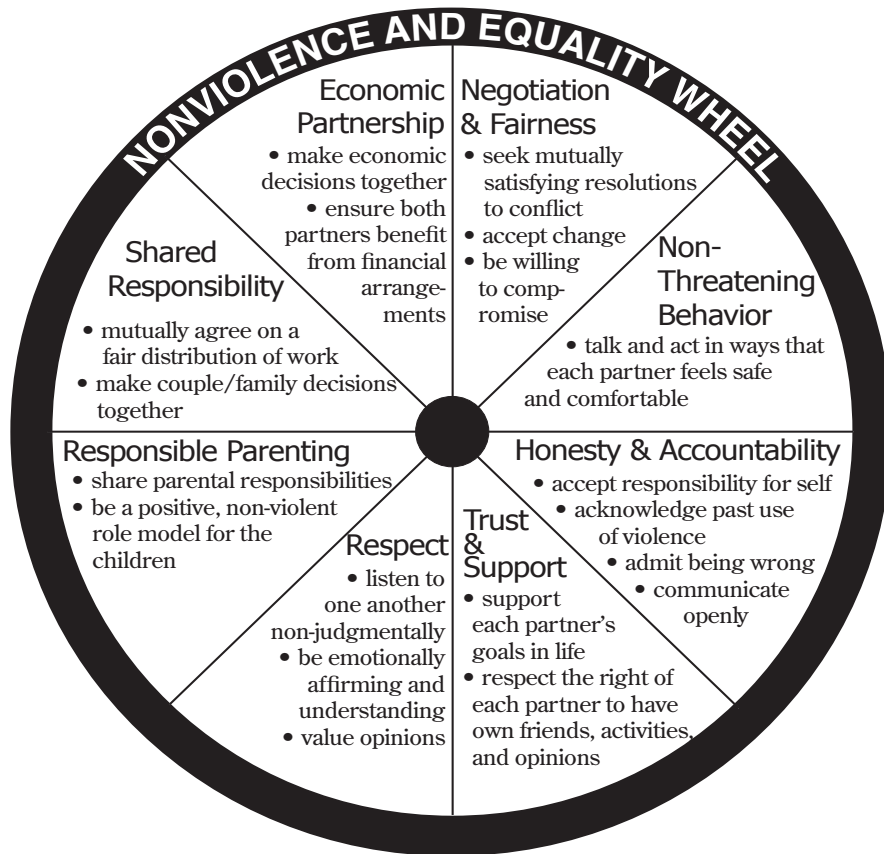 NONVIOLENCE AND EQUALITY WHEEL
Economic
Partnership
• make economic
decisions together
• ensure both
partners benefit
from financial
arrange-
ments
Negotiation
& Fairness
• seek mutually
satisfying resolutions
to conflict
• accept change
• be willing
to comp-
romise
Non-
Threatening
Behavior
• talk and act in ways that
each partner feels safe
and comfortable
Honesty & Accountability
• accept responsibility for self
• acknowledge past use
of violence
• admit being wrong
• communicate
openly
Trust
&
Support
• support
each partner's
goals in life
• respect the right of
each partner to have
own friends, activities,
and opinions
Respect
• listen to
one another
non-judgmentally
• be emotionally
affirming and
understanding
• value opinions
Responsible Parenting
• share parental responsibilities
• be a positive, non-violent
role model for the
children
Shared
Responsibility
• mutually agree on a
fair distribution of work
• make couple/family decisions
together